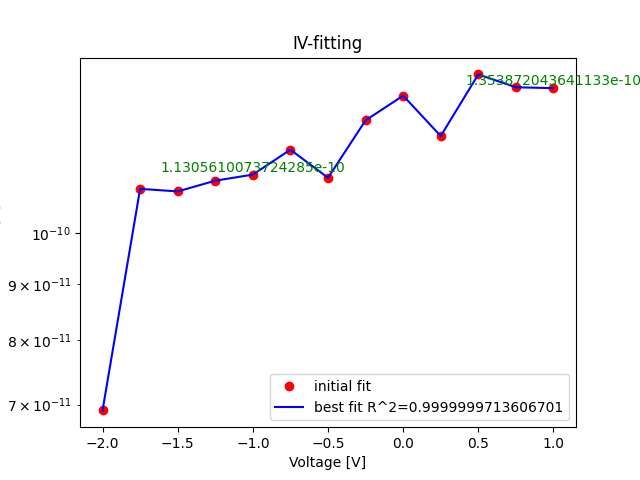 IV-fitting
1.353872043641133e-10
1.1305610073724285e-10
10⁻¹⁰
9 × 10⁻¹¹
8 × 10⁻¹¹
7 × 10⁻¹¹
initial fit
best fit R^2=0.9999999713606701
−2.0 −1.5 −1.0 −0.5 0.0 0.5 1.0
Voltage [V]